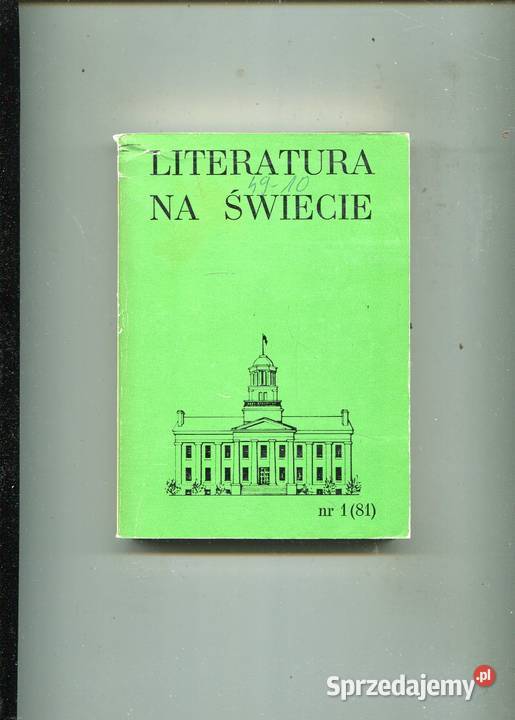 LITERATURA
49-10
NA ŚWIECIE
nr 1 (81)
Sprzedajemy.pl